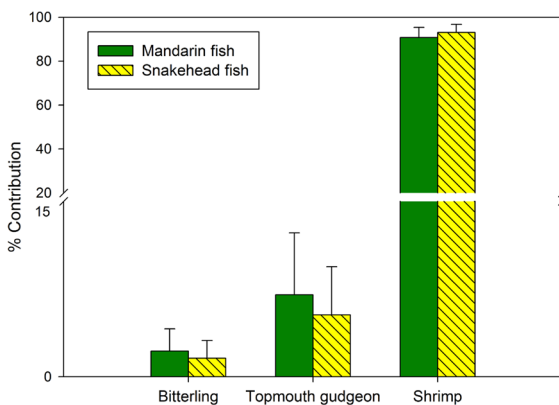 100
80
60
40
20
15
0
% Contribution
Mandarin fish
Snakehead fish
Bitterling
Topmouth gudgeon
Shrimp